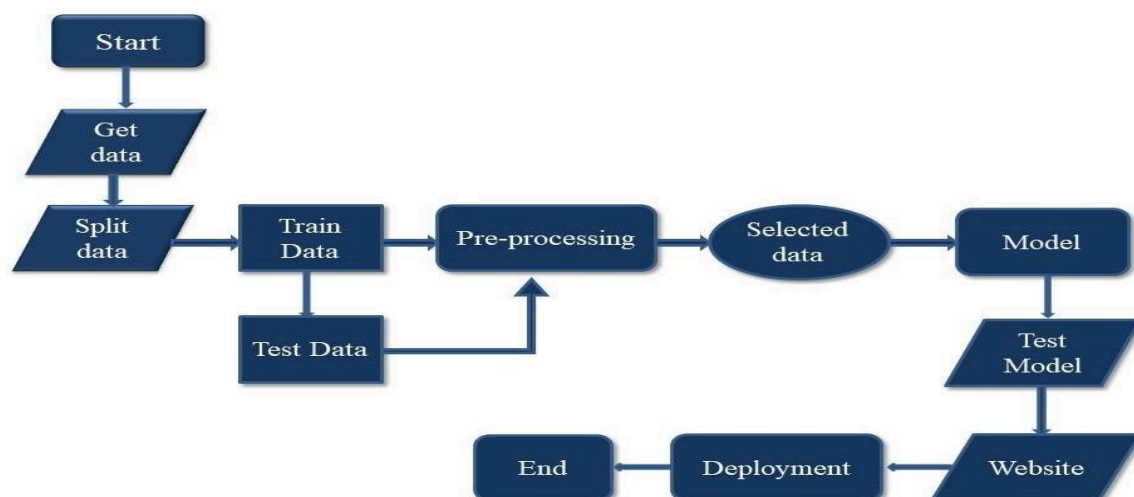 Start
Get
data
Split
data
Train
Data
Test Data
Pre-processing
Selected
data
Model
Test
Model
Website
Deployment
End